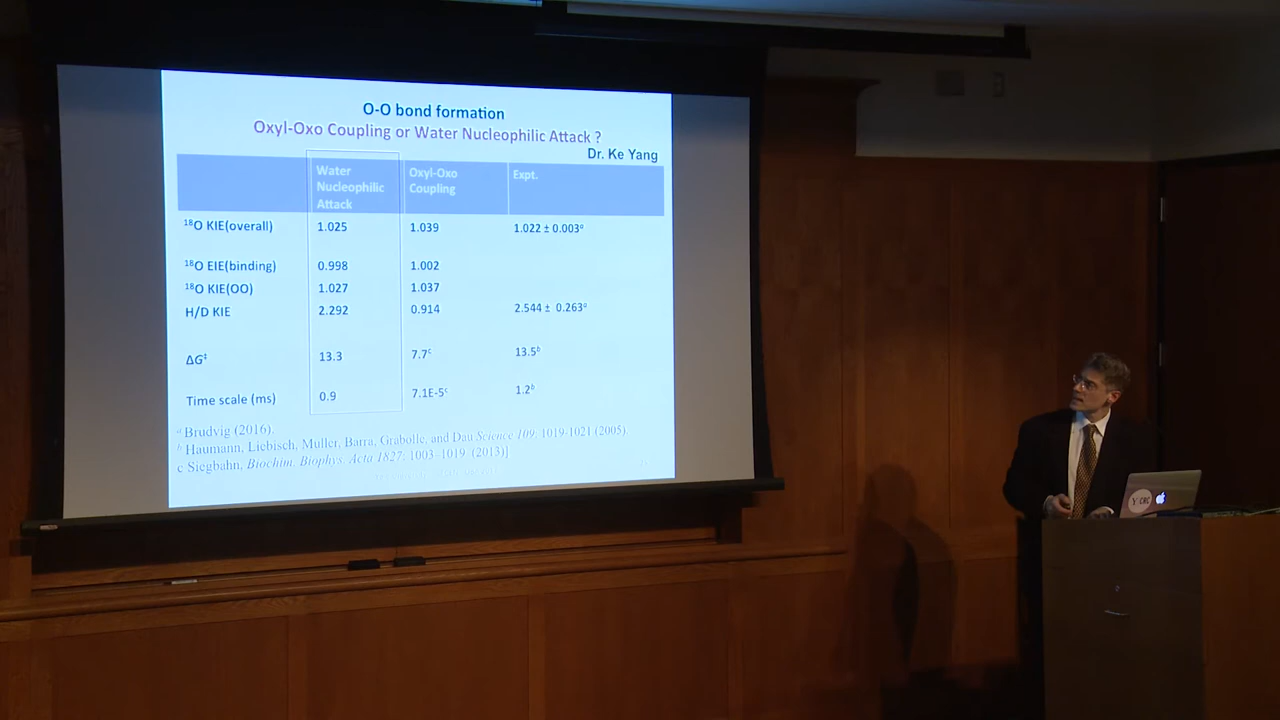 O-O bond formation
Oxyl-Oxo Coupling or Water Nucleophilic Attack ?
Dr. Ke Yang
Water Nucleophilic Attack Oxyl-Oxo Coupling Expt.
¹⁸O KIE(overall) 1.025 1.039 1.022 ± 0.003ᵃ
¹⁸O EIE(binding) 0.998 1.002
¹⁸O KIE(OO) 1.027 1.037
H/D KIE 2.292 0.914 2.544 ± 0.263ᵃ
ΔG‡ 13.3 7.7ᶜ 13.5ᵇ
Time scale (ms) 0.9 7.1E-5ᶜ 1.2ᵇ
ᵃ Brudvig (2016).
ᵇ Haumann, Liebisch, Muller, Barra, Grabolle, and Dau Science 109: 1019-1021 (2005).
c Siegbahn, Biochim. Biophys. Acta 1827: 1003-1019 (2013)]